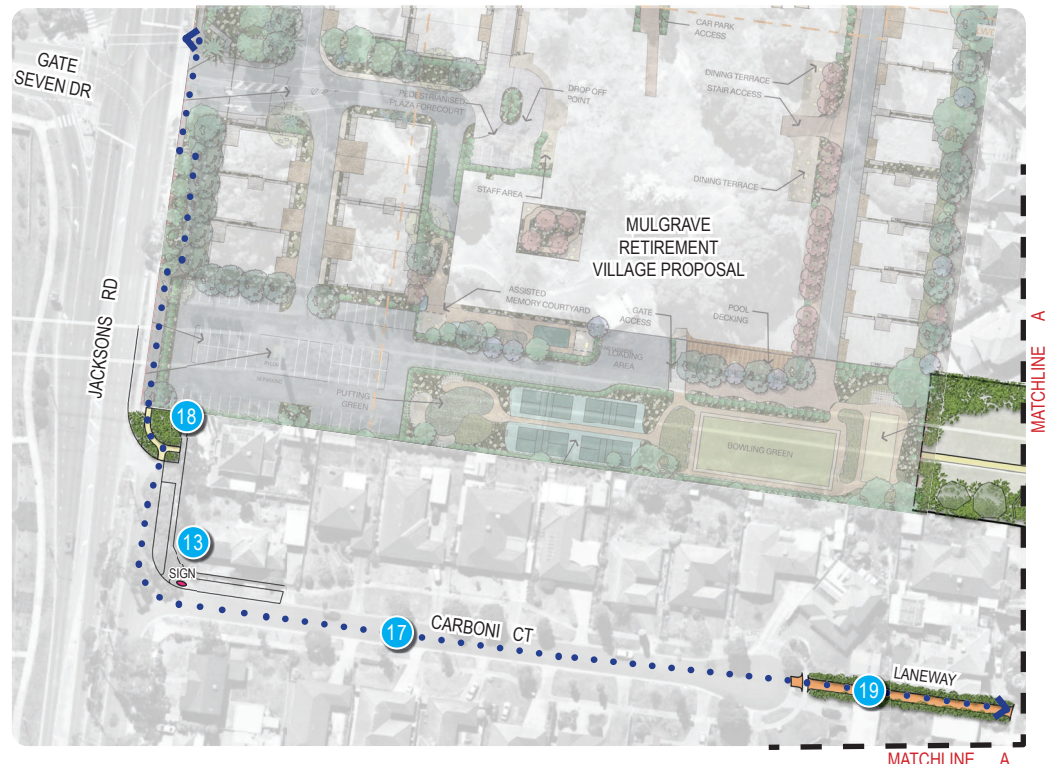 GATE
SEVEN DR
CAR PARK
ACCESS
PEDESTRIANISED
PLAZA FORECOURT
DROP OFF
POINT
DINING TERRACE
STAIR ACCESS
STAFF AREA
DINING TERRACE
MULGRAVE
RETIREMENT
VILLAGE PROPOSAL
JACKSONS RD
ASSISTED
MEMORY COURTYARD
GATE
ACCESS
POOL
DECKING
LOADING
AREA
PUTTING
GREEN
BOWLING GREEN
MATCHLINE A
18
13
SIGN
17
CARBONI CT
LANEWAY
19
MATCHLINE A